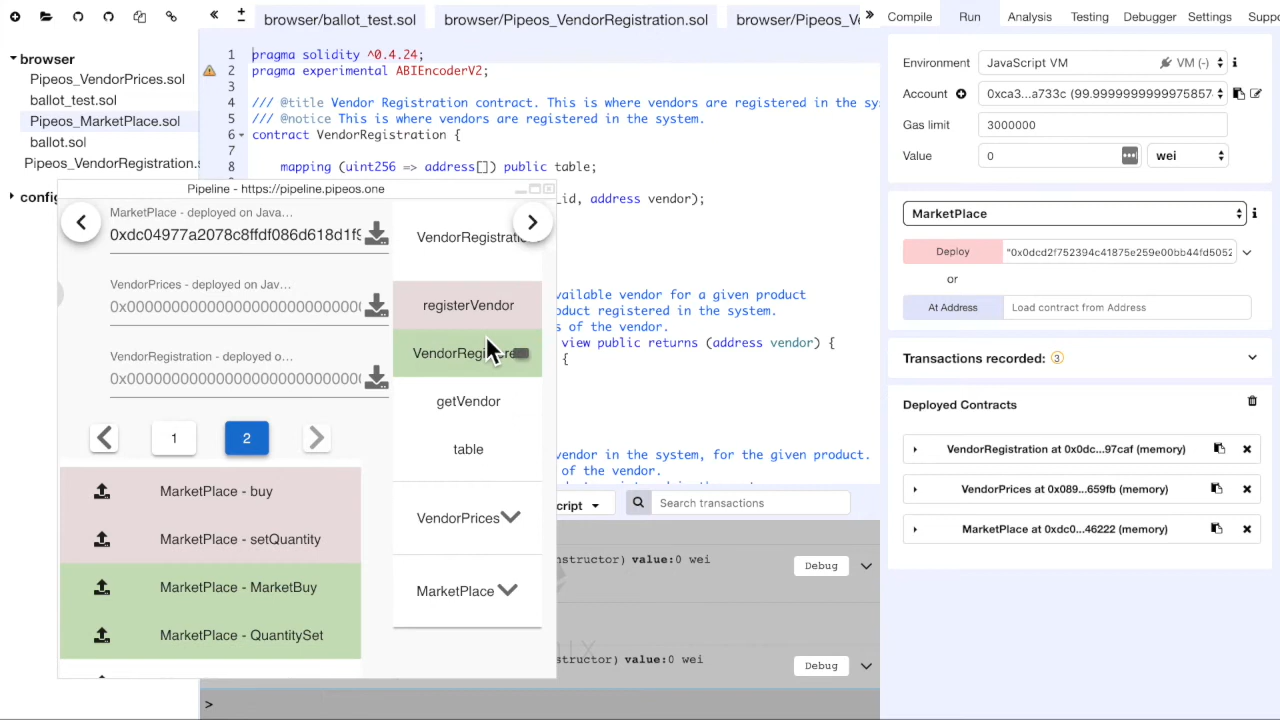 browser/ballot_test.sol
browser/Pipeos_VendorRegistration.sol
Compile
Run
Analysis
Testing
Debugger
Settings
browser
Pipeos_VendorPrices.sol
ballot_test.sol
Pipeos_MarketPlace.sol
ballot.sol
Pipeos_VendorRegistration.
1 pragma solidity ^0.4.24;
2 pragma experimental ABIEncoderV2;
3
4 /// @title Vendor Registration contract. This is where vendors are registered in the sy
5 /// @notice This is where vendors are registered in the system.
6 contract VendorRegistration {
7
8 mapping (uint256 => address[]) public table;
_id, address vendor);
vailable vendor for a given product
oduct registered in the system.
s of the vendor.
view public returns (address vendor) {
{
vendor in the system, for the given product.
of the vendor.
Pipeline - https://pipeline.pipeos.one
MarketPlace - deployed on Java…
0xdc04977a2078c8ffdf086d618d1f9
VendorPrices - deployed on Jav…
VendorRegistration - deployed o…
1
2
MarketPlace - buy
MarketPlace - setQuantity
MarketPlace - MarketBuy
MarketPlace - QuantitySet
registerVendor
getVendor
table
VendorPrices
MarketPlace
Search transactions
nstructor) value:0 wei
Debug
nstructor) value:0 wei
Debug
>
Environment
JavaScript VM
VM (-)
Account
0xca3...a733c (99.9999999999975857
Gas limit
3000000
Value
0
wei
MarketPlace
Deploy
"0x0dcd2f752394c41875e259e00bb44fd5052
or
At Address
Load contract from Address
Transactions recorded: 3
Deployed Contracts
VendorRegistration at 0x0dc...97caf (memory)
VendorPrices at 0x089...659fb (memory)
MarketPlace at 0xdc0...46222 (memory)